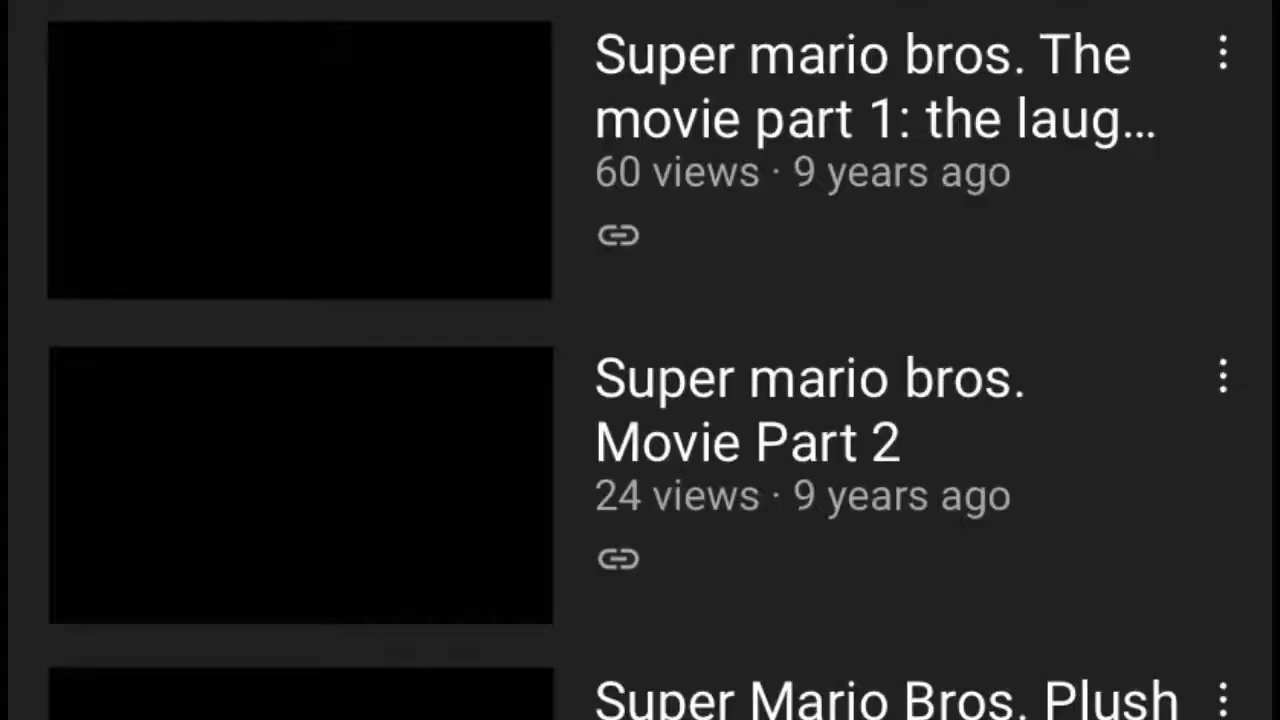 Super mario bros. The
movie part 1: the laug...
60 views · 9 years ago
Super mario bros.
Movie Part 2
24 views · 9 years ago
Super Mario Bros. Plush